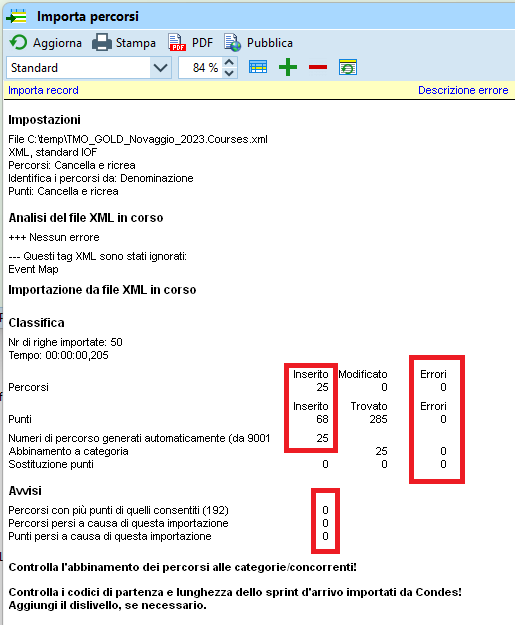 Importa percorsi
Aggiorna Stampa PDF Pubblica
Standard 84 %
Importa record Descrizione errore
Impostazioni
File C:\temp\TMO_GOLD_Novaggio_2023.Courses.xml
XML, standard IOF
Percorsi: Cancella e ricrea
Identifica i percorsi da: Denominazione
Punti: Cancella e ricrea
Analisi del file XML in corso
+++ Nessun errore
--- Questi tag XML sono stati ignorati:
Event Map
Importazione da file XML in corso
Classifica
Nr di righe importate: 50
Tempo: 00:00:00,205
Inserito Modificato Errori
Percorsi 25 0 0
Inserito Trovato Errori
Punti 68 285 0
Numeri di percorso generati automaticamente (da 9001 25
Abbinamento a categoria 25 0
Sostituzione punti 0 0 0
Avvisi
Percorsi con più punti di quelli consentiti (192) 0
Percorsi persi a causa di questa importazione 0
Punti persi a causa di questa importazione 0
Controlla l'abbinamento dei percorsi alle categorie/concorrenti!
Controlla i codici di partenza e lunghezza dello sprint d'arrivo importati da Condes!
Aggiungi il dislivello, se necessario.